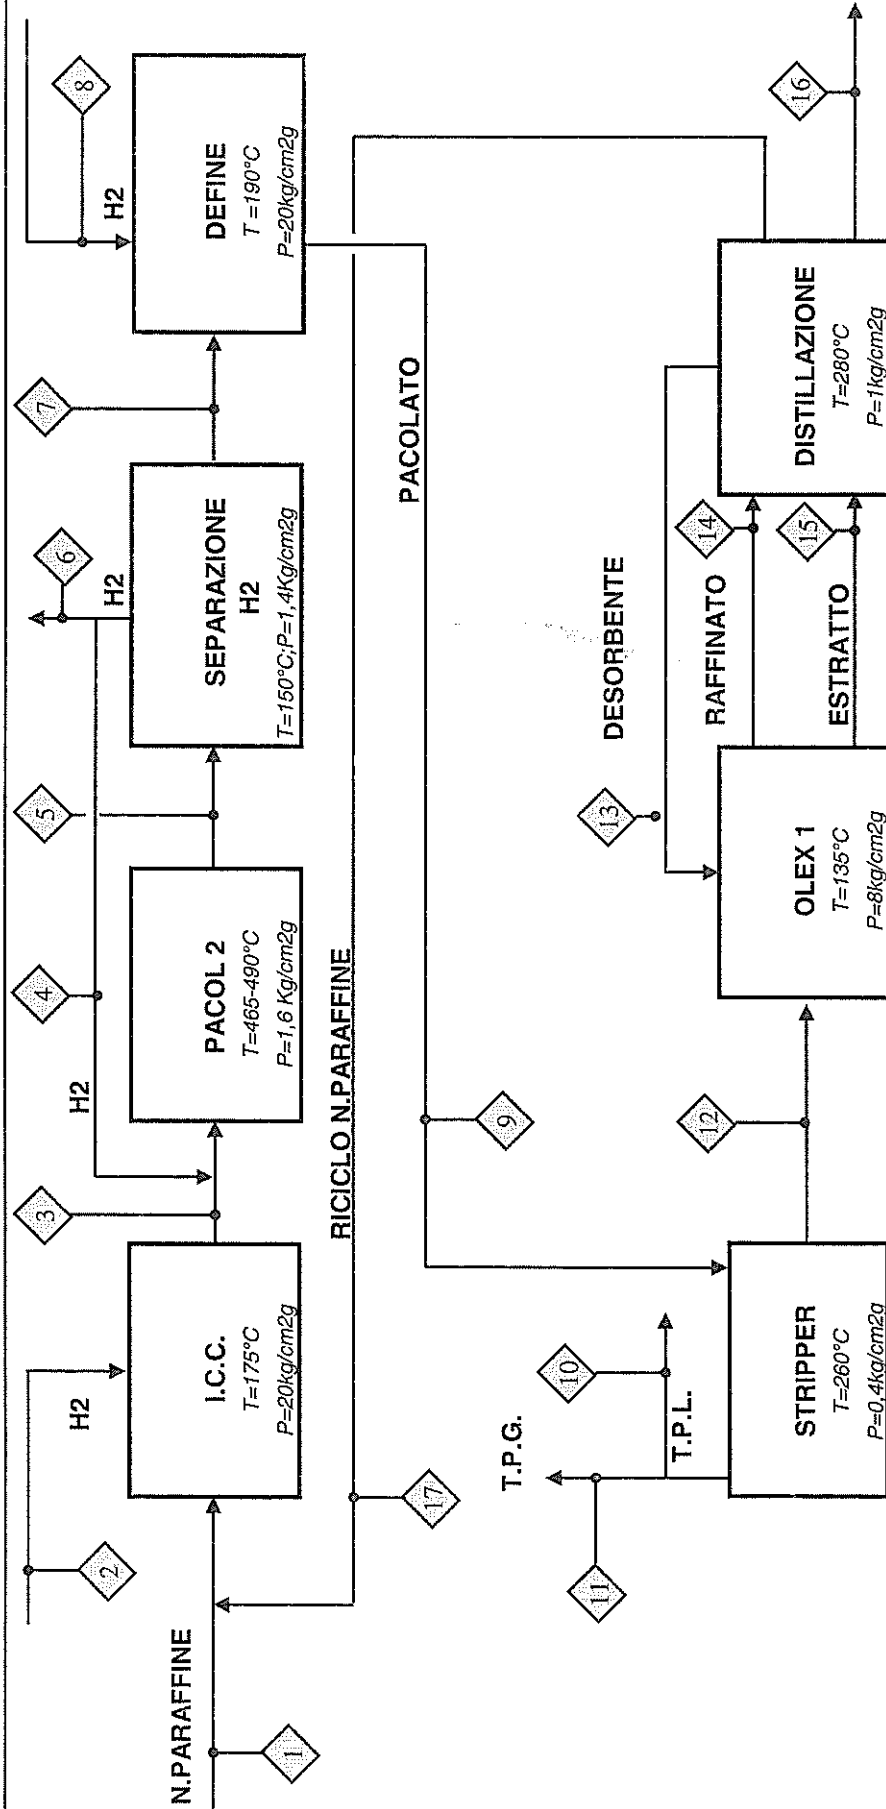 N.PARAFFINE
1
2
H2
I.C.C.
T=175°C
P=20kg/cm2g
3
H2
4
PACOL 2
T=465-490°C
P=1,6 Kg/cm2g
5
SEPARAZIONE
H2
T=150°C;P=1,4Kg/cm2g
H2
6
7
DEFINE
T =190°C
P=20kg/cm2g
H2
8
RICICLO N.PARAFFINE
17
PACOLATO
9
T.P.G.
11
T.P.L.
10
STRIPPER
T=260°C
P=0,4kg/cm2g
12
OLEX 1
T=135°C
P=8kg/cm2g
13
DESORBENTE
RAFFINATO
14
ESTRATTO
15
DISTILLAZIONE
T=280°C
P=1kg/cm2g
16